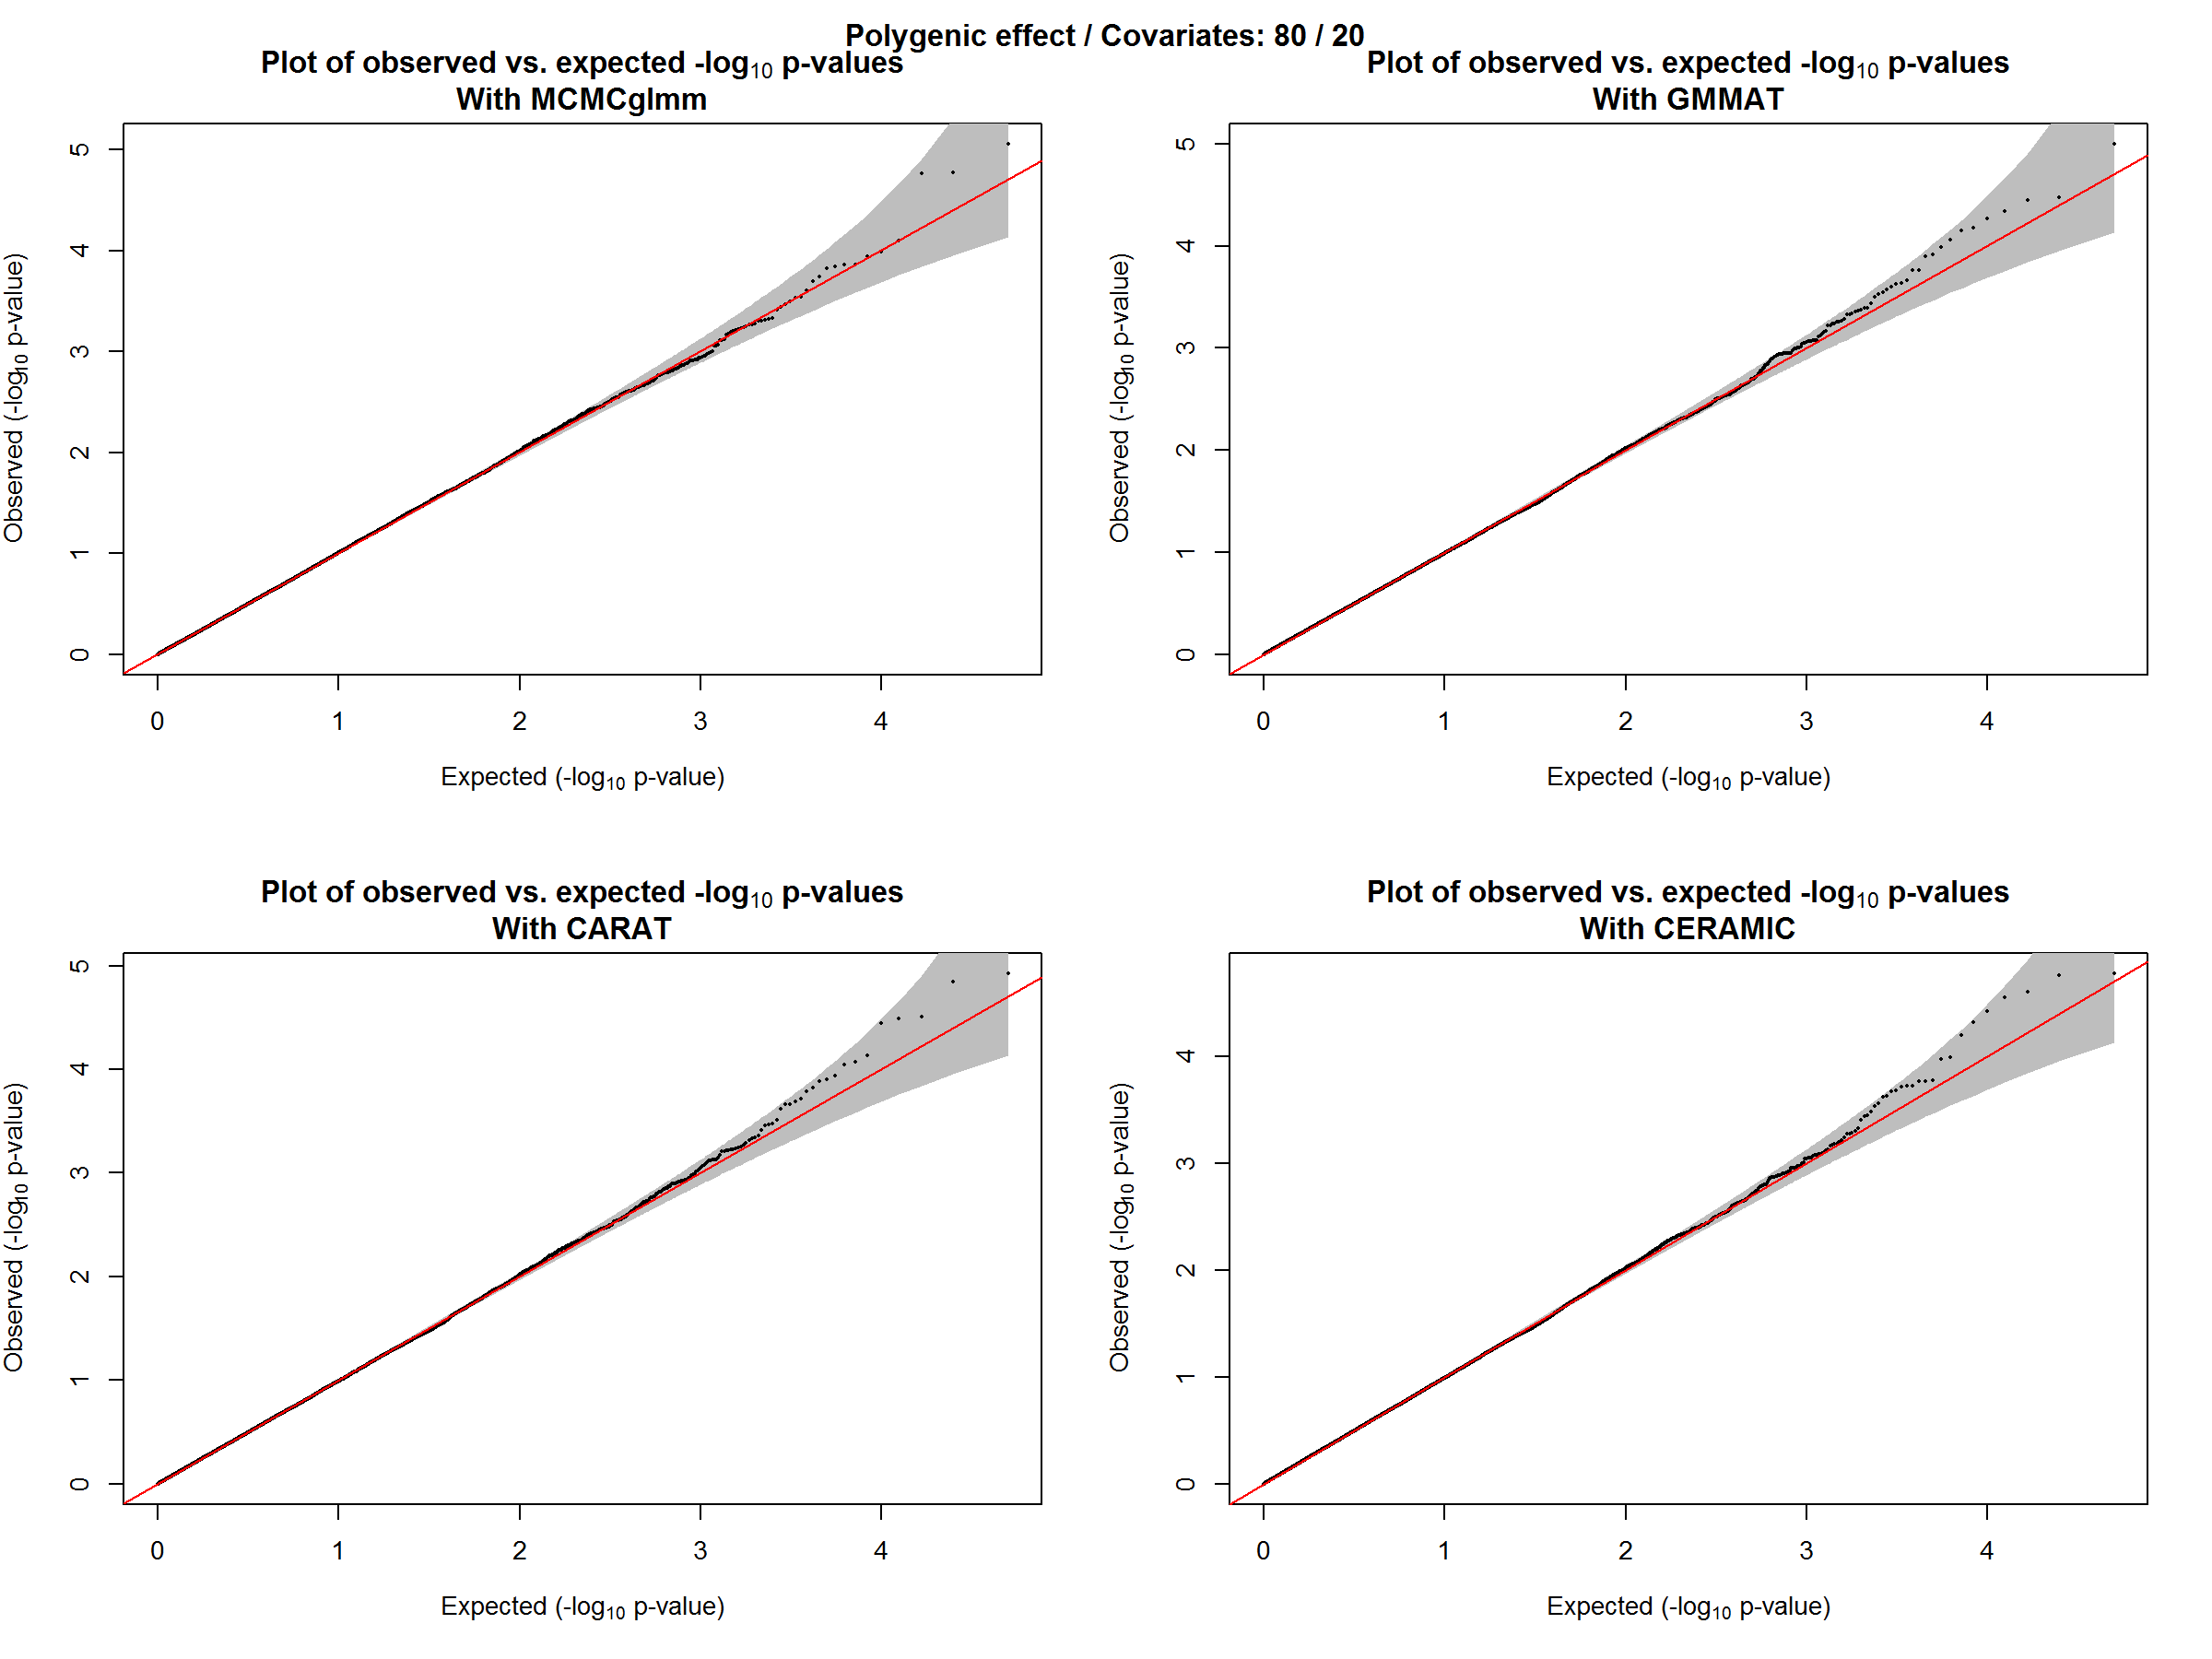 Polygenic effect / Covariates: 80 / 20
Plot of observed vs. expected -log10 p-values
With MCMCglmm
5
4
3
2
1
0
Observed (-log10 p-value)
0 1 2 3 4
Expected (-log10 p-value)
Plot of observed vs. expected -log10 p-values
With GMMAT
5
4
3
2
1
0
Observed (-log10 p-value)
0 1 2 3 4
Expected (-log10 p-value)
Plot of observed vs. expected -log10 p-values
With CARAT
5
4
3
2
1
0
Observed (-log10 p-value)
0 1 2 3 4
Expected (-log10 p-value)
Plot of observed vs. expected -log10 p-values
With CERAMIC
4
3
2
1
0
Observed (-log10 p-value)
0 1 2 3 4
Expected (-log10 p-value)